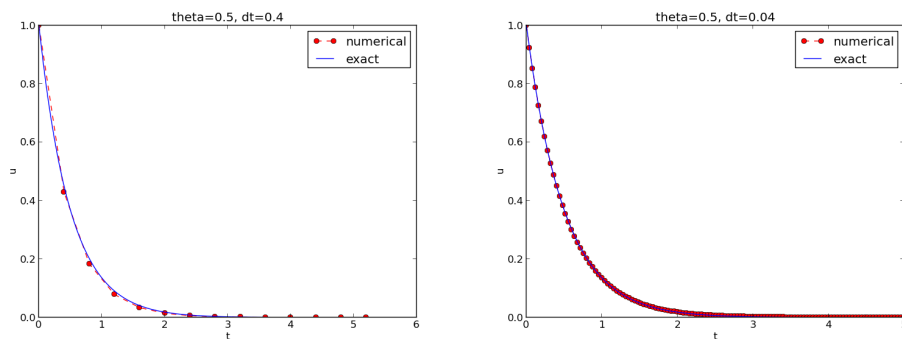 theta=0.5, dt=0.4
1.0
0.8
0.6
0.4
0.2
0.0
u
0 1 2 3 4 5 6
t
numerical
exact
theta=0.5, dt=0.04
1.0
0.8
0.6
0.4
0.2
0.0
u
0 1 2 3 4
t
numerical
exact